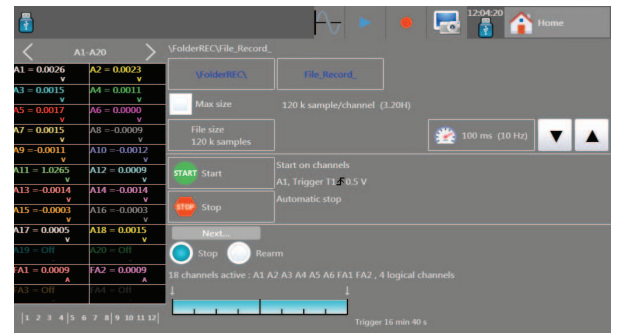 12:04:20
Home
A1-A20
\FolderREC\File_Record_
A1 = 0.0026 A2 = 0.0023
V V
\FolderREC\ File_Record_
A3 = 0.0015 A4 = 0.0011
V V
Max size 120 k sample/channel (3.20H)
A5 = 0.0017 A6 = 0.0000
V V
A7 = 0.0015 A8 =-0.0009
V V
File size
120 k samples
100 ms (10 Hz)
A9 =-0.0011 A10 =-0.0012
V V
A11 = 1.0265 A12 = 0.0009
V V
START Start
Start on channels
A1, Trigger T1 0.5 V
A13 =-0.0014 A14 =-0.0014
V V
Automatic stop
A15 =-0.0003 A16 =-0.0003
V V
STOP Stop
A17 = 0.0005 A18 = 0.0015
V V
Next...
A19 = Off A20 = Off
Stop Rearm
FA1 = 0.0009 FA2 = 0.0009
A A
18 channels active : A1 A2 A3 A4 A5 A6 FA1 FA2 , 4 logical channels
FA3 = Off FA4 = Off
1 2 3 4 5 6 7 8 9 10 11 12
Trigger 16 min 40 s